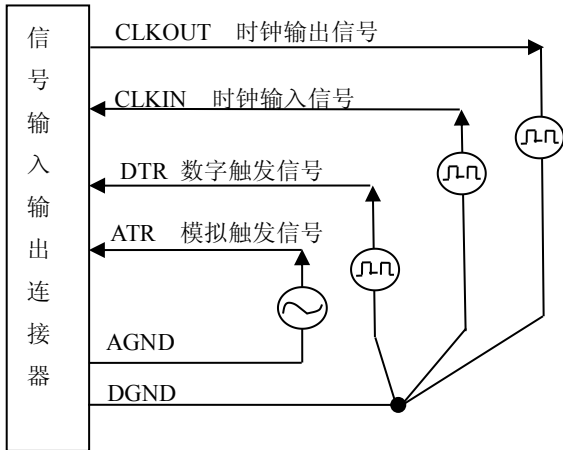 信号输入输出连接器
CLKOUT 时钟输出信号
CLKIN 时钟输入信号
DTR 数字触发信号
ATR 模拟触发信号
AGND
DGND